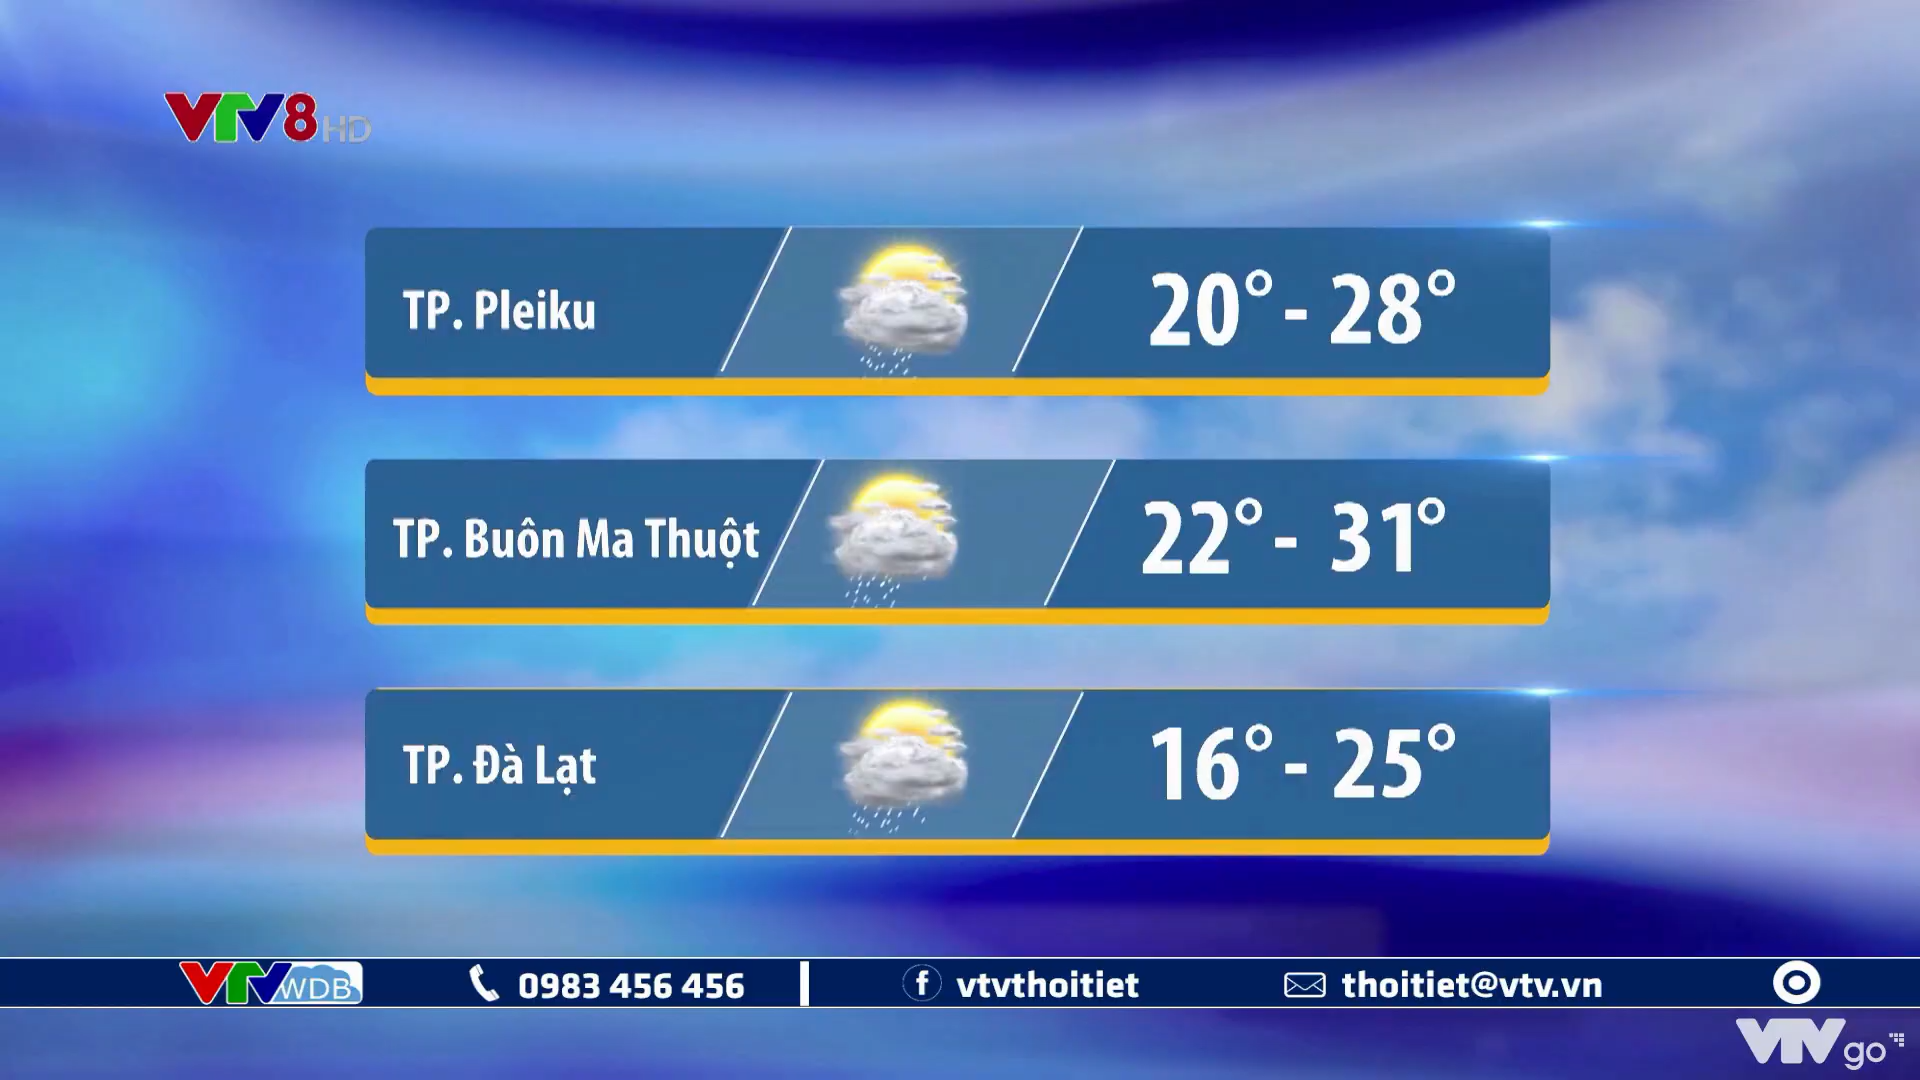 VTV8 HD
TP. Pleiku
20° - 28°
TP. Buôn Ma Thuột
22° - 31°
TP. Đà Lạt
16° - 25°
VTV WDB
0983 456 456
vtvthoitiet
thoitiet@vtv.vn
VTV go